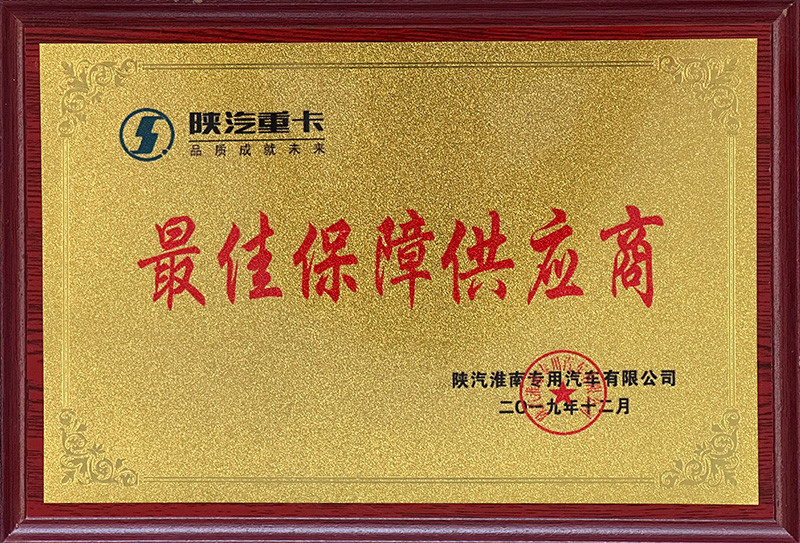 陕汽重卡
品质成就未来
最佳保障供应商
陕汽淮南专用汽车有限公司
二〇一九年十二月